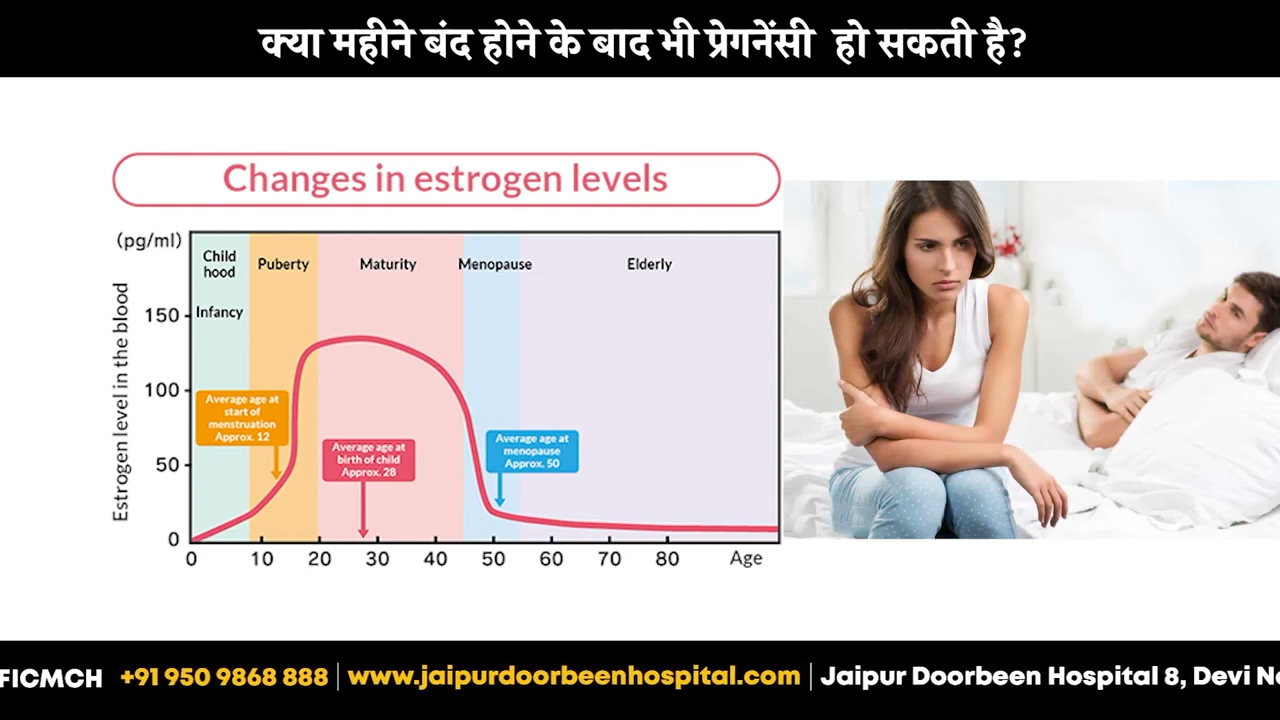 क्या महीने बंद होने के बाद भी प्रेगनेंसी हो सकती है?
Changes in estrogen levels
(pg/ml)
Estrogen level in the blood
Child
hood
Infancy
Puberty
Maturity
Menopause
Elderly
150
100
50
0
Average age at
start of
menstruation
Approx. 12
Average age at
birth of child
Approx. 28
Average age at
menopause
Approx. 50
0 10 20 30 40 50 60 70 80 Age
FICMCH +91 950 9868 888 | www.jaipurdoorbeenhospital.com | Jaipur Doorbeen Hospital 8, Devi